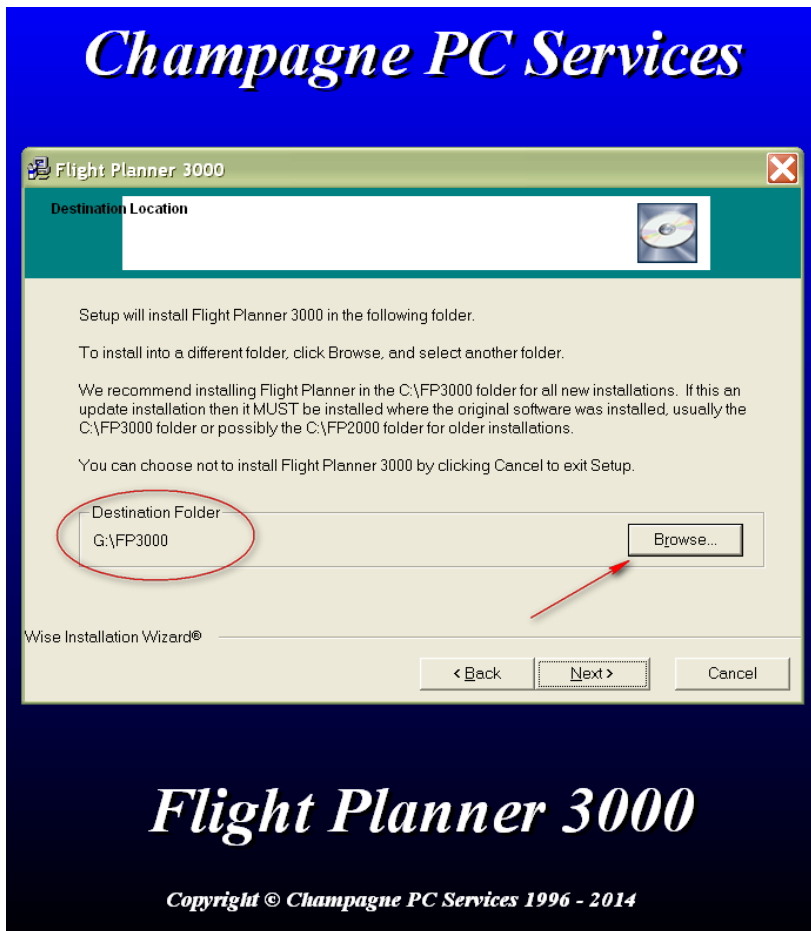 Champagne PC Services
Flight Planner 3000
Destination Location
Setup will install Flight Planner 3000 in the following folder.
To install into a different folder, click Browse, and select another folder.
We recommend installing Flight Planner in the C:\FP3000 folder for all new installations. If this an
update installation then it MUST be installed where the original software was installed, usually the
C:\FP3000 folder or possibly the C:\FP2000 folder for older installations.
You can choose not to install Flight Planner 3000 by clicking Cancel to exit Setup.
Destination Folder
G:\FP3000
Browse...
Wise Installation Wizard®
< Back
Next >
Cancel
Flight Planner 3000
Copyright © Champagne PC Services 1996 - 2014